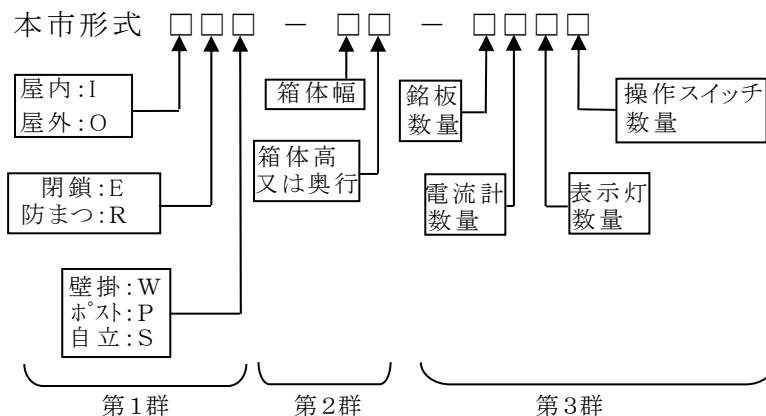 本市形式 □□□ － □□ － □□□□
屋内:I
屋外:O
箱体幅
銘板
数量
操作スイッチ
数量
閉鎖:E
防まつ:R
箱体高
又は奥行
電流計
数量
表示灯
数量
壁掛:W
ﾎﾟｽﾄ:P
自立:S
第1群
第2群
第3群